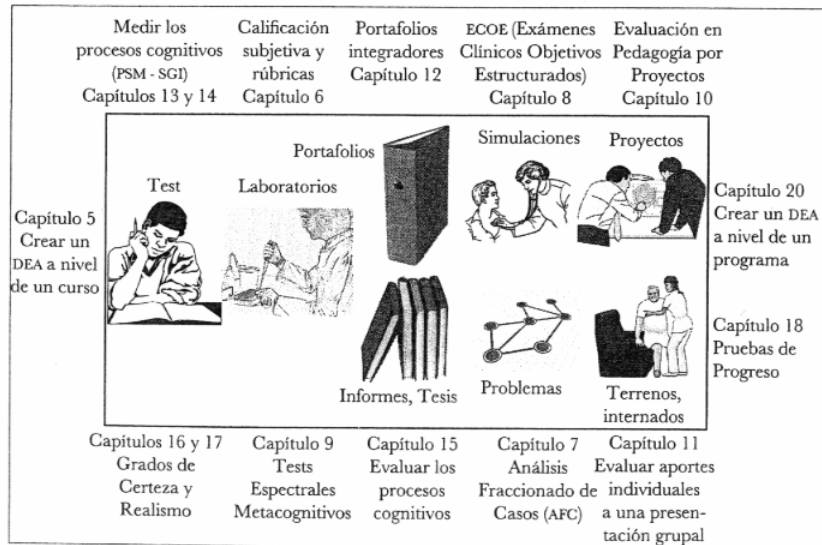 Medir los
procesos cognitivos
(PSM - SGI)
Capítulos 13 y 14
Calificación
subjetiva y
rúbricas
Capítulo 6
Portafolios
integradores
Capítulo 12
ECOE (Exámenes
Clínicos Objetivos
Estructurados)
Capítulo 8
Evaluación en
Pedagogía por
Proyectos
Capítulo 10
Capítulo 5
Crear un
DEA a nivel
de un curso
Test
Laboratorios
Portafolios
Simulaciones
Proyectos
Informes, Tesis
Problemas
Terrenos,
internados
Capítulo 20
Crear un DEA
a nivel de un
programa
Capítulo 18
Pruebas de
Progreso
Capítulos 16 y 17
Grados de
Certeza y
Realismo
Capítulo 9
Tests
Espectrales
Metacognitivos
Capítulo 15
Evaluar los
procesos
cognitivos
Capítulo 7
Análisis
Fraccionado de
Casos (AFC)
Capítulo 11
Evaluar aportes
individuales
a una presen-
tación grupal